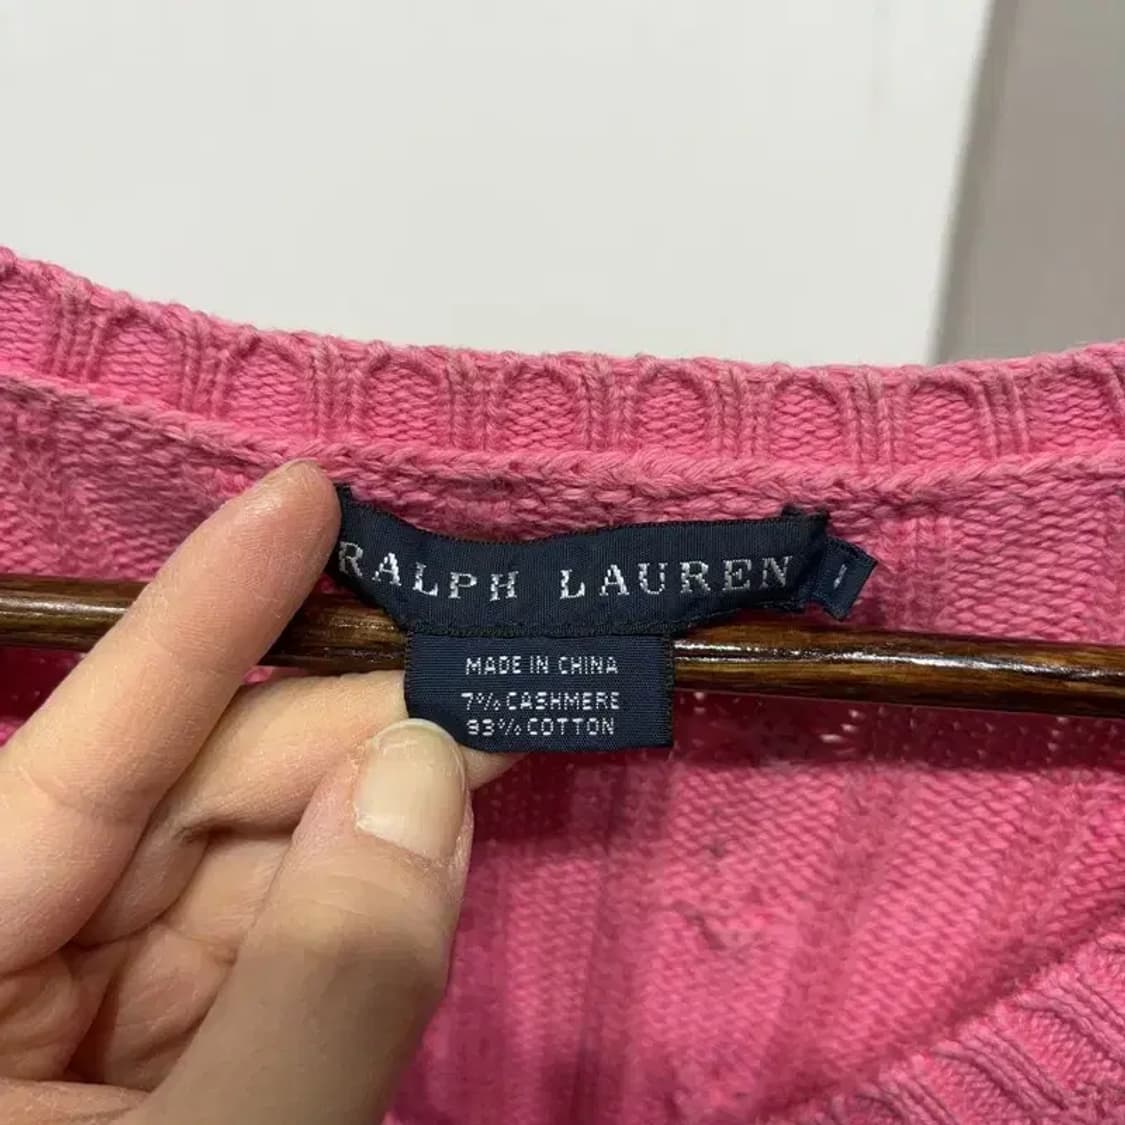 RALPH LAUREN
MADE IN CHINA
7% CASHMERE
93% COTTON